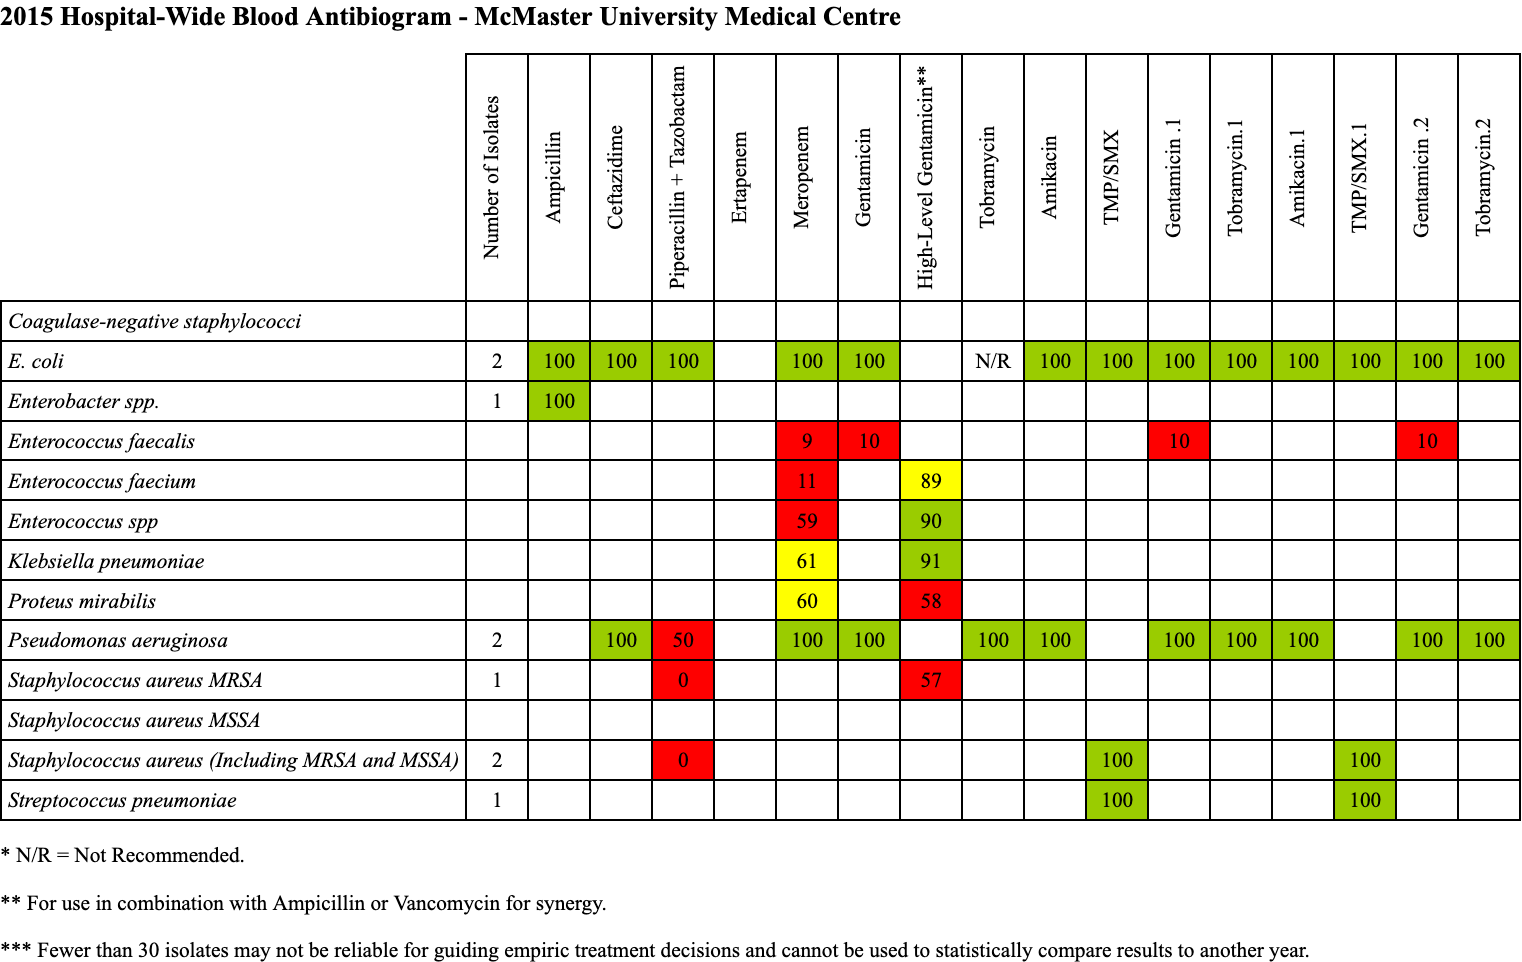 2015 Hospital-Wide Blood Antibiogram - McMaster University Medical Centre
Number of Isolates Ampicillin Ceftazidime Piperacillin + Tazobactam Ertapenem Meropenem Gentamicin High-Level Gentamicin** Tobramycin Amikacin TMP/SMX Gentamicin .1 Tobramycin.1 Amikacin.1 TMP/SMX.1 Gentamicin .2 Tobramycin.2
Coagulase-negative staphylococci
E. coli 2 100 100 100 100 100 N/R 100 100 100 100 100 100 100 100
Enterobacter spp. 1 100
Enterococcus faecalis 9 10 10 10
Enterococcus faecium 11 89
Enterococcus spp 59 90
Klebsiella pneumoniae 61 91
Proteus mirabilis 60 58
Pseudomonas aeruginosa 2 100 50 100 100 100 100 100 100 100 100 100
Staphylococcus aureus MRSA 1 0 57
Staphylococcus aureus MSSA
Staphylococcus aureus (Including MRSA and MSSA) 2 0 100 100
Streptococcus pneumoniae 1 100 100
* N/R = Not Recommended.
** For use in combination with Ampicillin or Vancomycin for synergy.
*** Fewer than 30 isolates may not be reliable for guiding empiric treatment decisions and cannot be used to statistically compare results to another year.